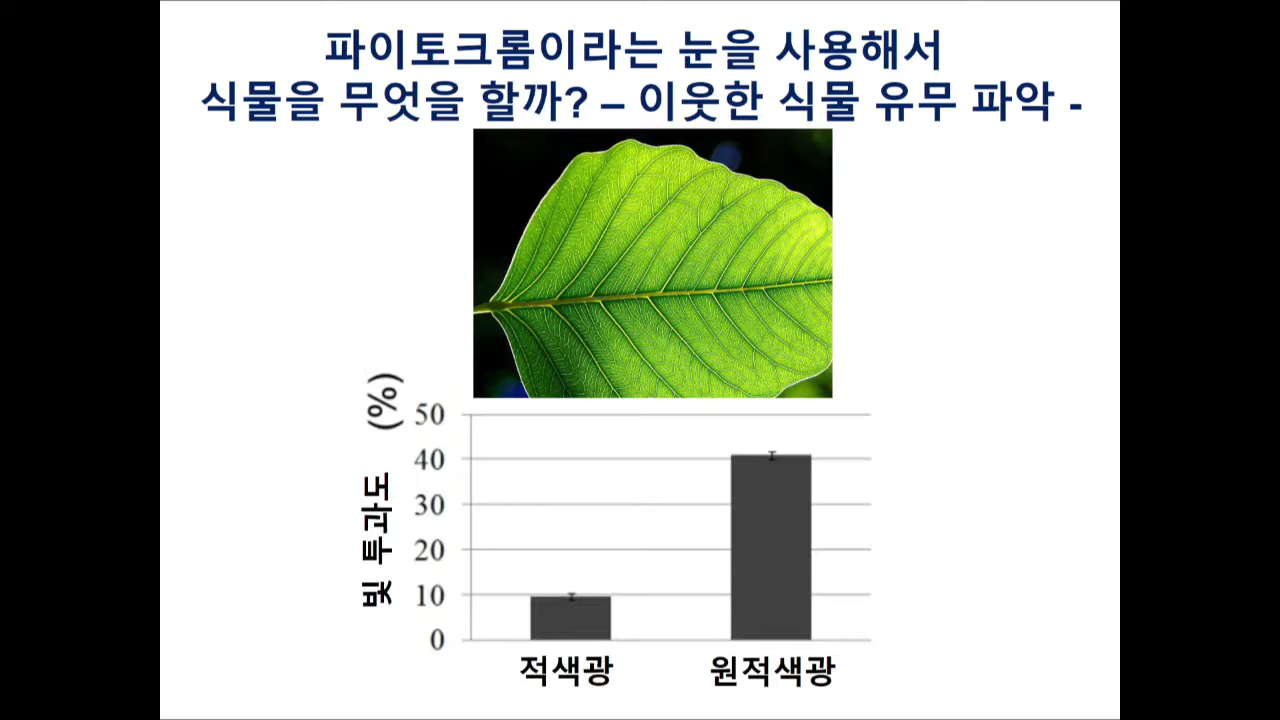 파이토크롬이라는 눈을 사용해서
식물을 무엇을 할까? – 이웃한 식물 유무 파악 -
빛 투과도 (%)
50
40
30
20
10
0
적색광
원적색광